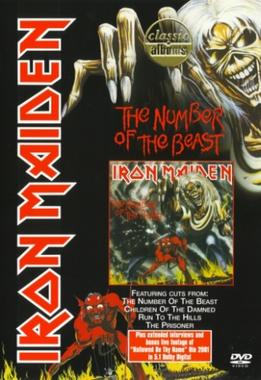 IRON MAIDEN
classic
albums
THE NUMBER
OF THE BEAST
IRON MAIDEN
FEATURING CUTS FROM:
THE NUMBER OF THE BEAST
CHILDREN OF THE DAMNED
RUN TO THE HILLS
THE PRISONER
Plus extended interviews and
bonus live footage of
"Hallowed Be Thy Name" Rio 2001
in 5.1 Dolby Digital
DVD
VIDEO